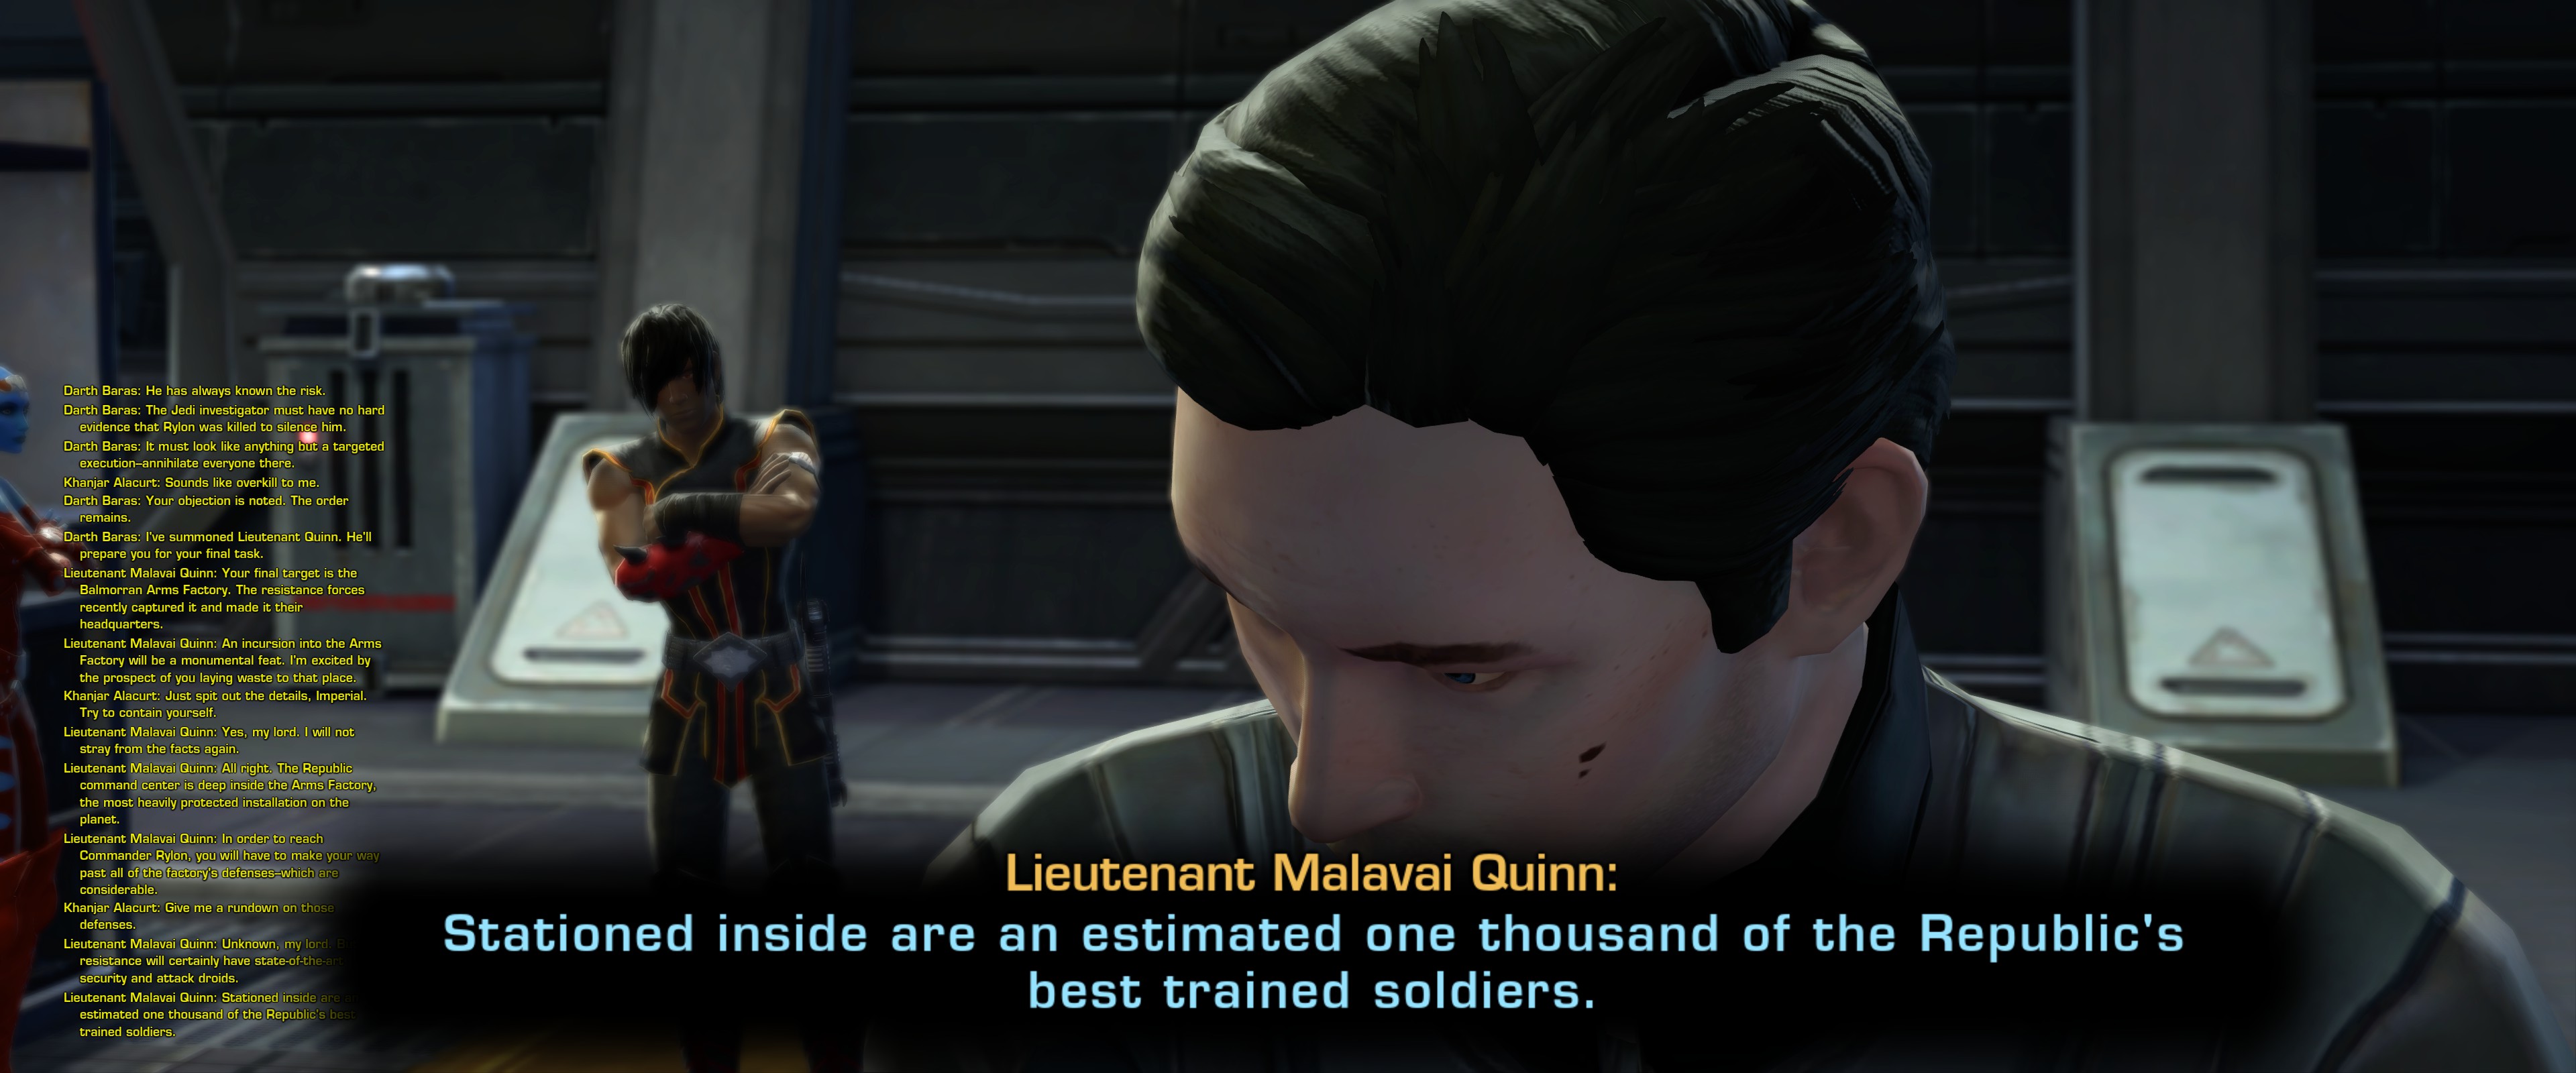 Darth Baras: He has always known the risk.
Darth Baras: The Jedi investigator must have no hard
evidence that Rylon was killed to silence him.
Darth Baras: It must look like anything but a targeted
execution–annihilate everyone there.
Khanjar Alacurt: Sounds like overkill to me.
Darth Baras: Your objection is noted. The order
remains.
Darth Baras: I've summoned Lieutenant Quinn. He'll
prepare you for your final task.
Lieutenant Malavai Quinn: Your final target is the
Balmorran Arms Factory. The resistance forces
recently captured it and made it their
headquarters.
Lieutenant Malavai Quinn: An incursion into the Arms
Factory will be a monumental feat. I'm excited by
the prospect of you laying waste to that place.
Khanjar Alacurt: Just spit out the details, Imperial.
Try to contain yourself.
Lieutenant Malavai Quinn: Yes, my lord. I will not
stray from the facts again.
Lieutenant Malavai Quinn: All right. The Republic
command center is deep inside the Arms Factory,
the most heavily protected installation on the
planet.
Lieutenant Malavai Quinn: In order to reach
Commander Rylon, you will have to make your way
past all of the factory's defenses–which are
considerable.
Khanjar Alacurt: Give me a rundown on those
defenses.
Lieutenant Malavai Quinn: Unknown, my lord.
resistance will certainly have state-of-the-art
security and attack droids.
Lieutenant Malavai Quinn: Stationed inside are
estimated one thousand of the Republic's best
trained soldiers.
Lieutenant Malavai Quinn:
Stationed inside are an estimated one thousand of the Republic's
best trained soldiers.